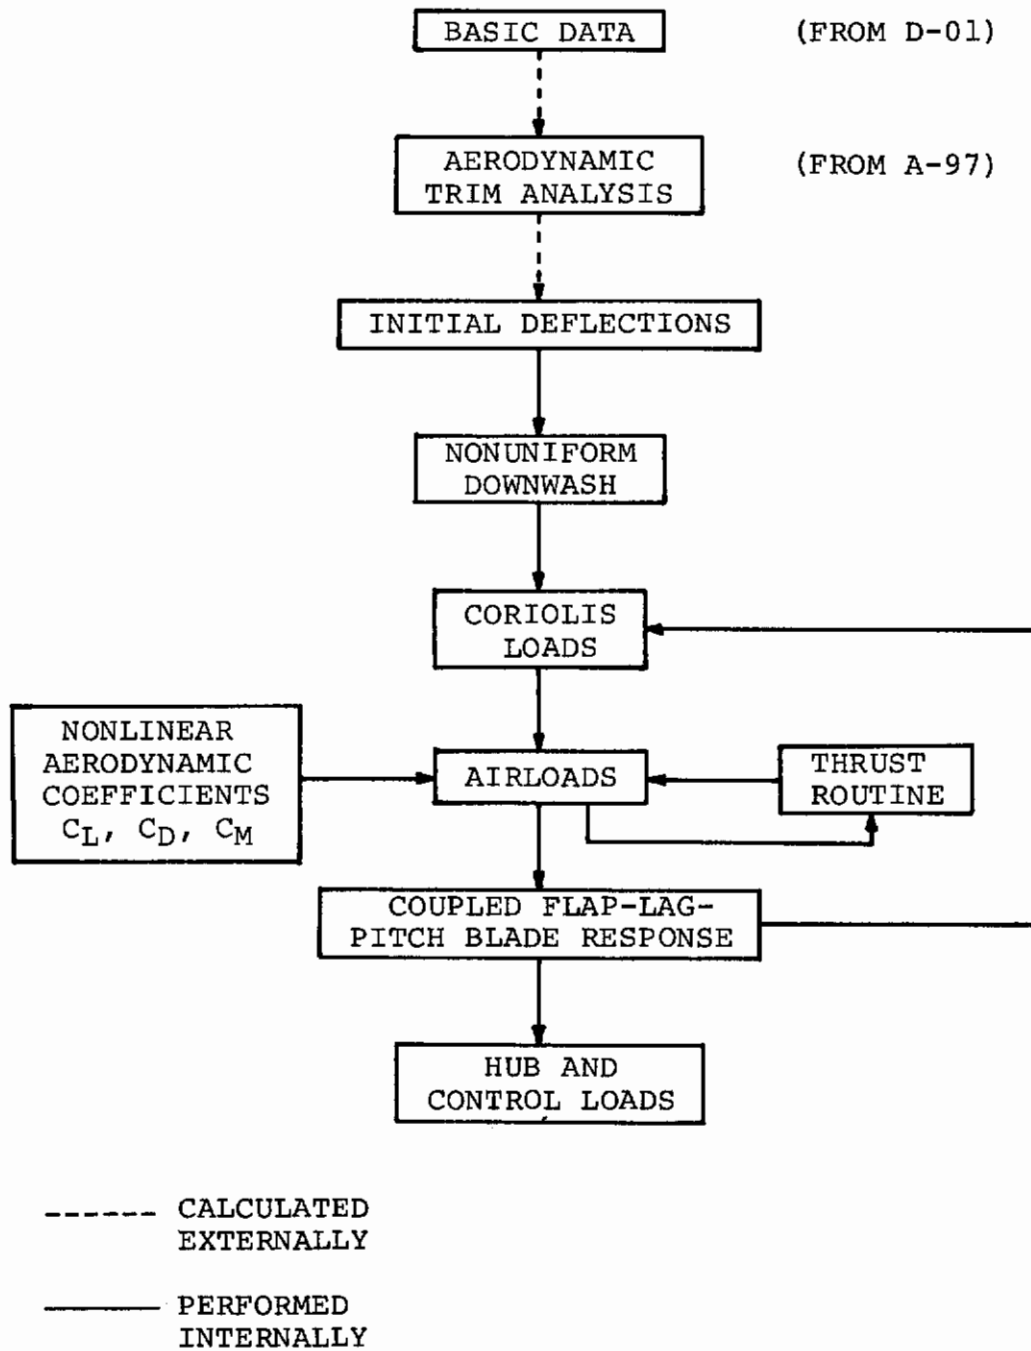 BASIC DATA
(FROM D-01)
AERODYNAMIC
TRIM ANALYSIS
(FROM A-97)
INITIAL DEFLECTIONS
NONUNIFORM
DOWNWASH
CORIOLIS
LOADS
NONLINEAR
AERODYNAMIC
COEFFICIENTS
CL, CD, CM
AIRLOADS
THRUST
ROUTINE
COUPLED FLAP-LAG-
PITCH BLADE RESPONSE
HUB AND
CONTROL LOADS
CALCULATED
EXTERNALLY
PERFORMED
INTERNALLY